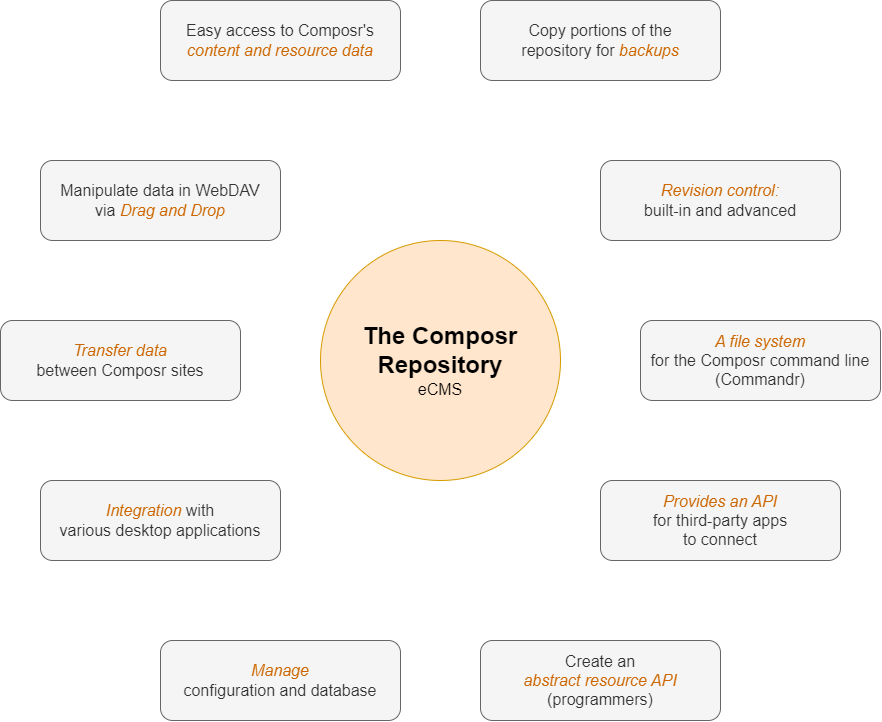 Easy access to Composr's
content and resource data
Copy portions of the
repository for backups
Manipulate data in WebDAV
via Drag and Drop
Revision control:
built-in and advanced
The Composr
Repository
eCMS
Transfer data
between Composr sites
A file system
for the Composr command line
(Commandr)
Integration with
various desktop applications
Provides an API
for third-party apps
to connect
Manage
configuration and database
Create an
abstract resource API
(programmers)